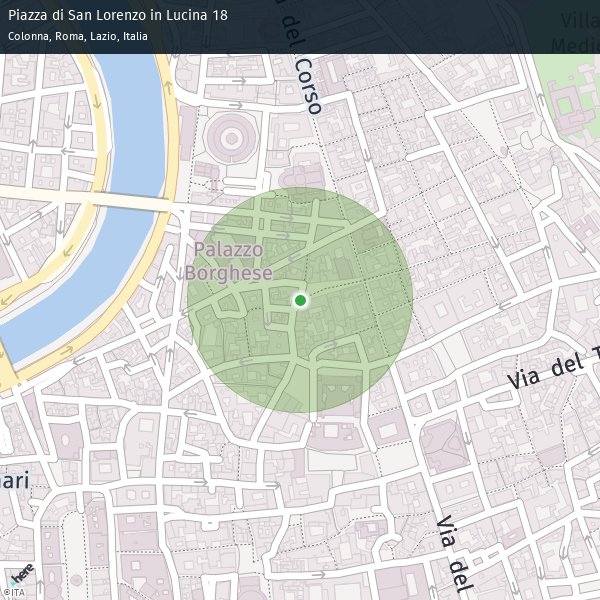 Piazza di San Lorenzo in Lucina 18
Colonna, Roma, Lazio, Italia
del Corso
Villa
Medi
Palazzo
Borghese
Via del T
nari
Via del
here
©ITA